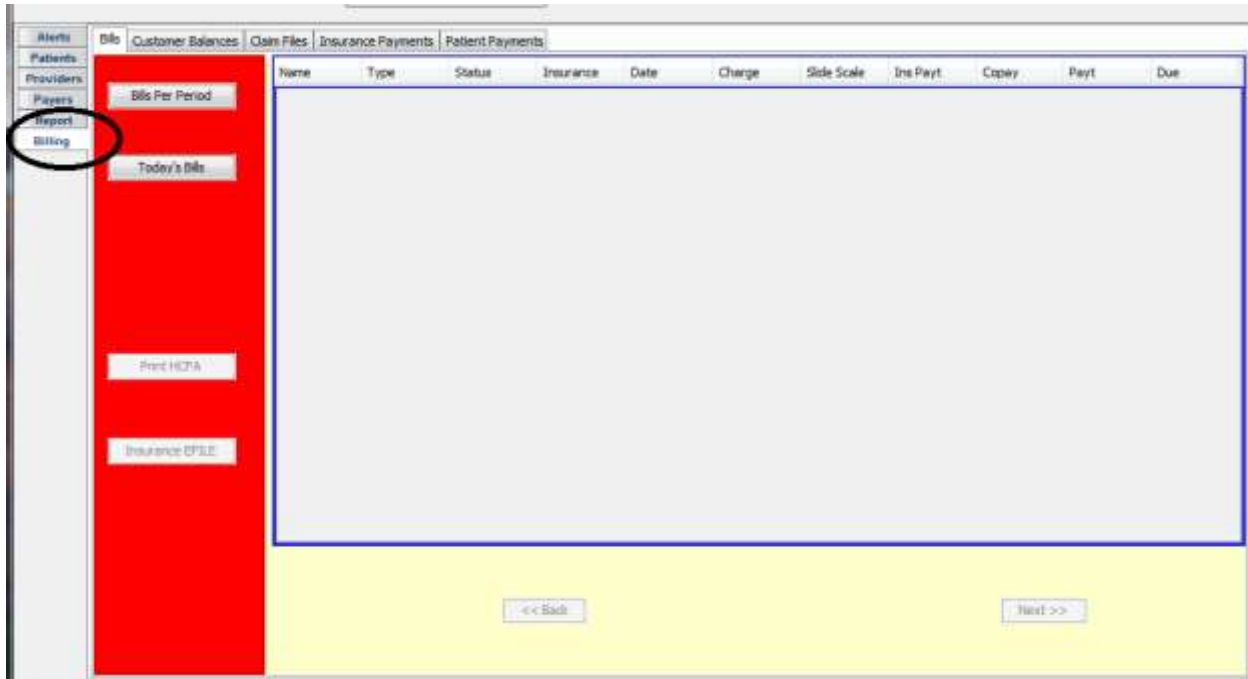 Alerts
Patients
Providers
Payers
Report
Billing
Bills Customer Balances Claim Files Insurance Payments Patient Payments
Bills Per Period
Today's Bills
Print HCFA
Insurance EFILE
Name Type Status Insurance Date Charge Slide Scale Ins Payt Copay Payt Due
<< Back Next >>